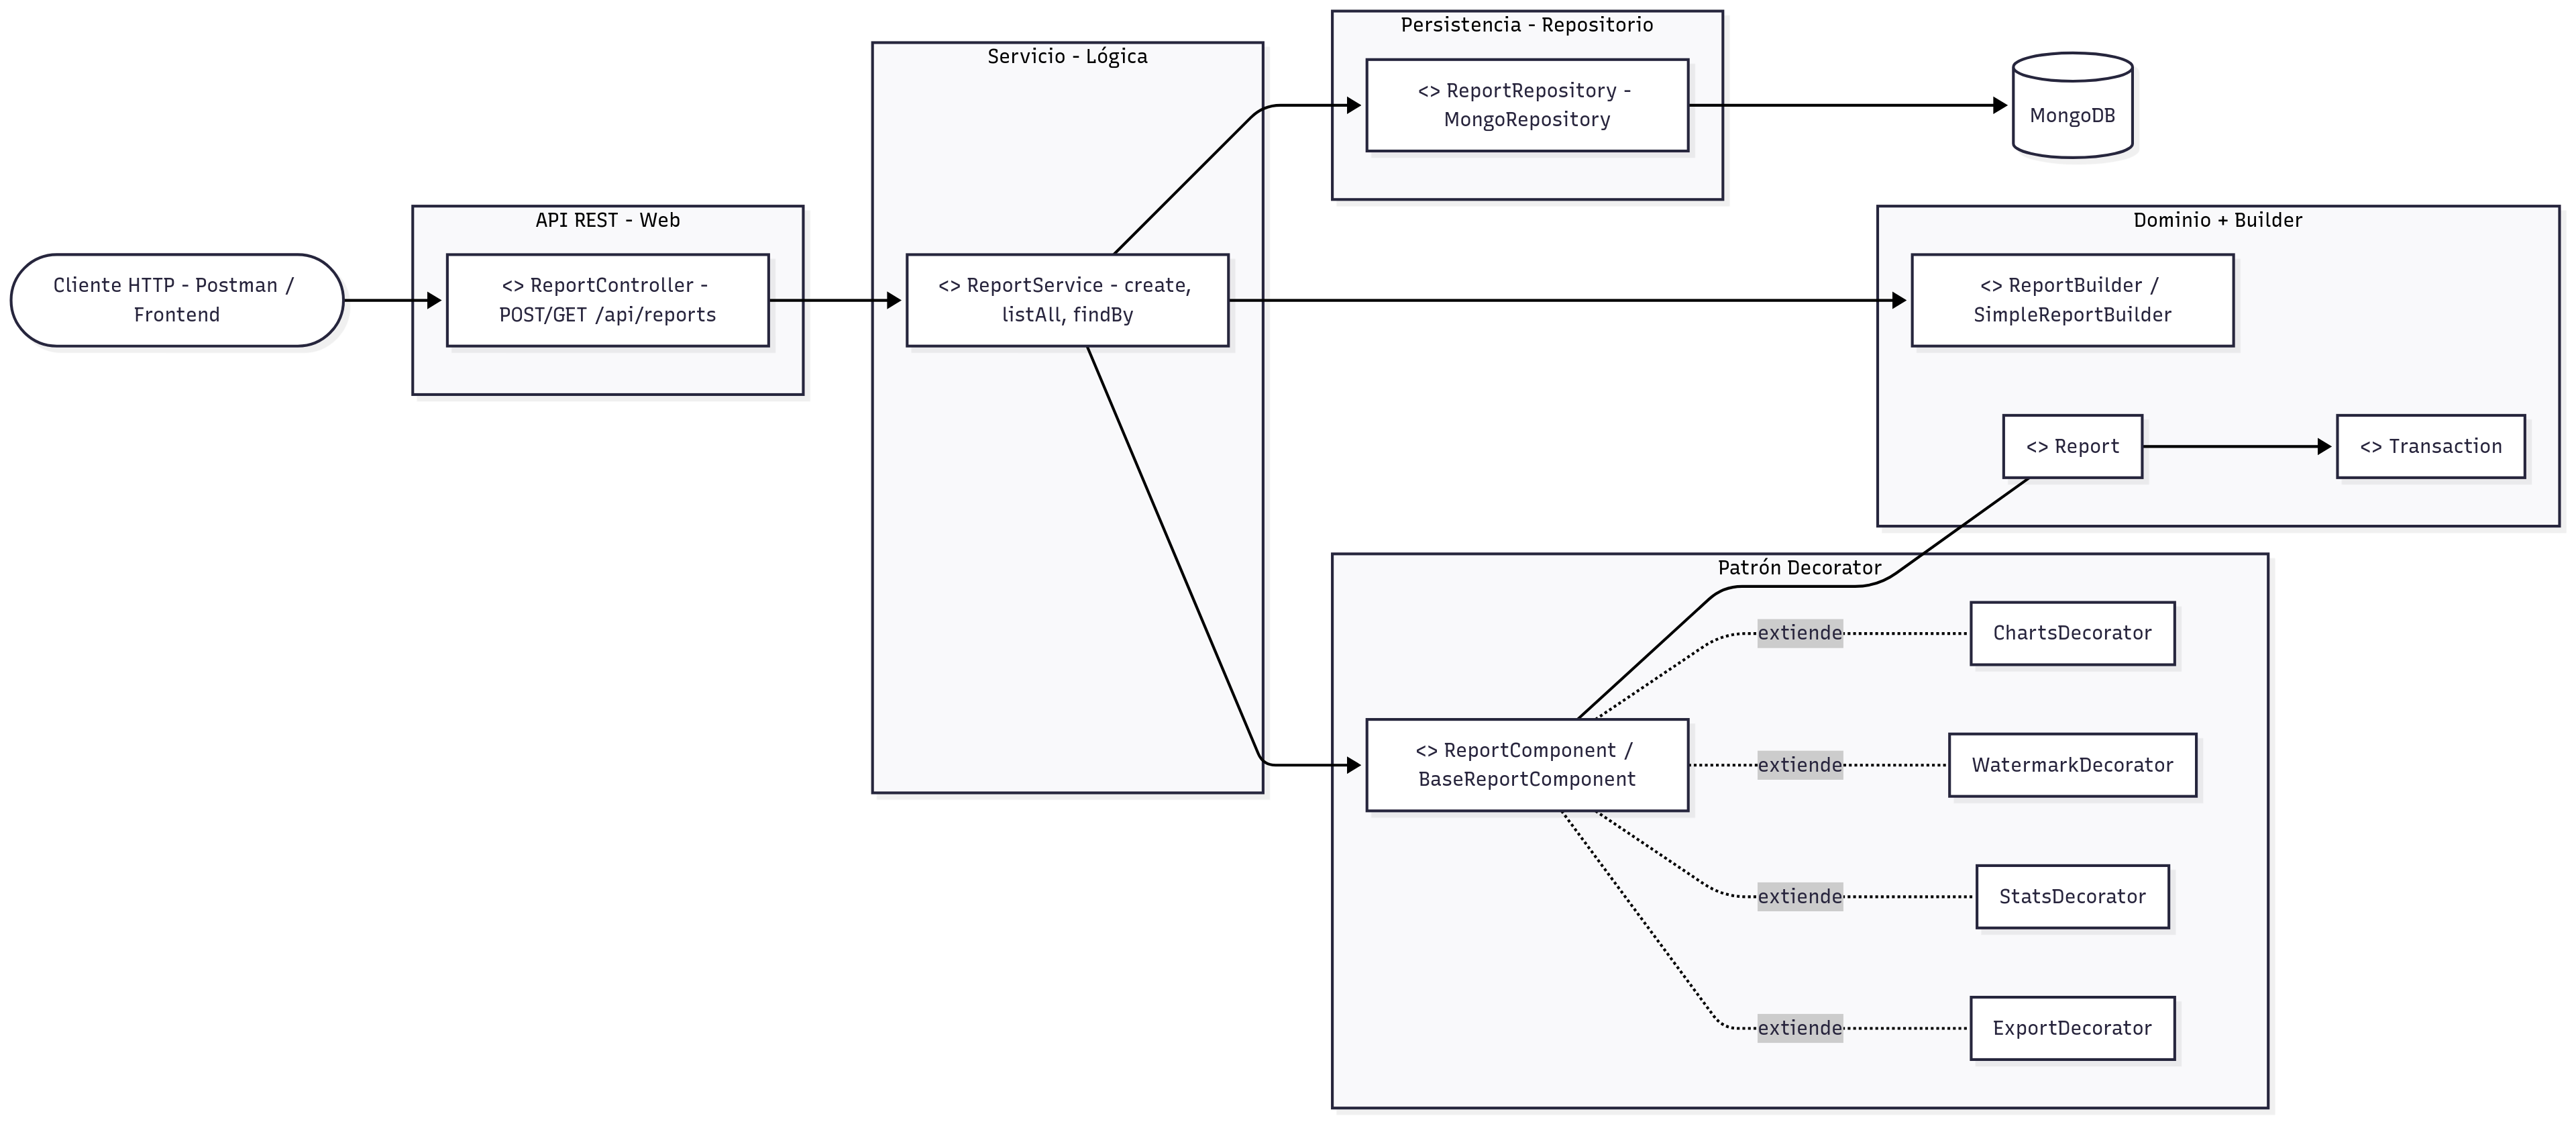 Persistencia - Repositorio
<> ReportRepository -
MongoRepository
MongoDB
Servicio - Lógica
<> ReportService - create,
listAll, findBy
API REST - Web
<> ReportController -
POST/GET /api/reports
Cliente HTTP - Postman /
Frontend
Dominio + Builder
<> ReportBuilder /
SimpleReportBuilder
<> Report
<> Transaction
Patrón Decorator
<> ReportComponent /
BaseReportComponent
extiende
ChartsDecorator
extiende
WatermarkDecorator
extiende
StatsDecorator
extiende
ExportDecorator